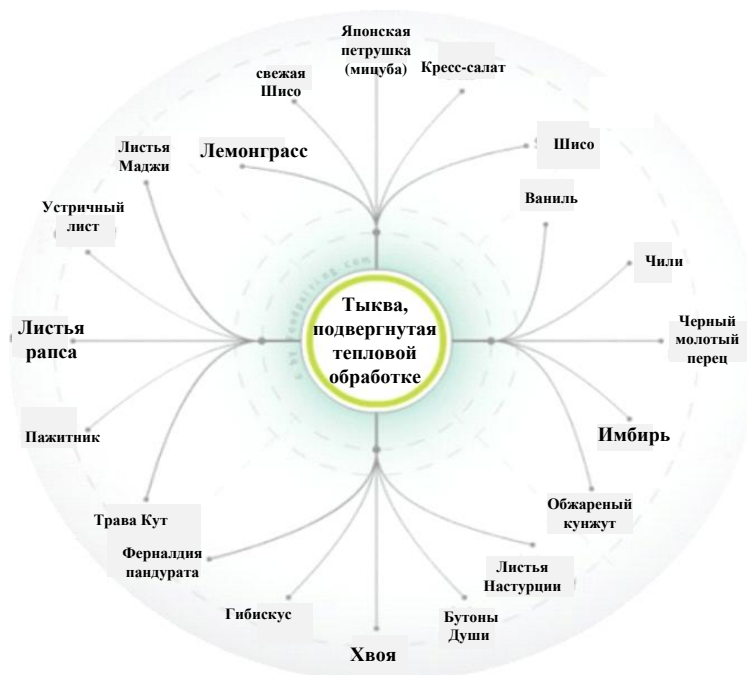 Японская
петрушка
(мицуба)
свежая
Шисо
Кресс-салат
Лемонграсс
Шисо
Листья
Маджи
Ваниль
Устричный
лист
Чили
Листья
рапса
Тыква,
подвергнутая
тепловой
обработке
Черный
молотый
перец
Пажитник
Имбирь
Трава Кут
Обжареный
кунжут
Ферналдия
пандурата
Листья
Настурции
Гибискус
Бутоны
Души
Хвоя